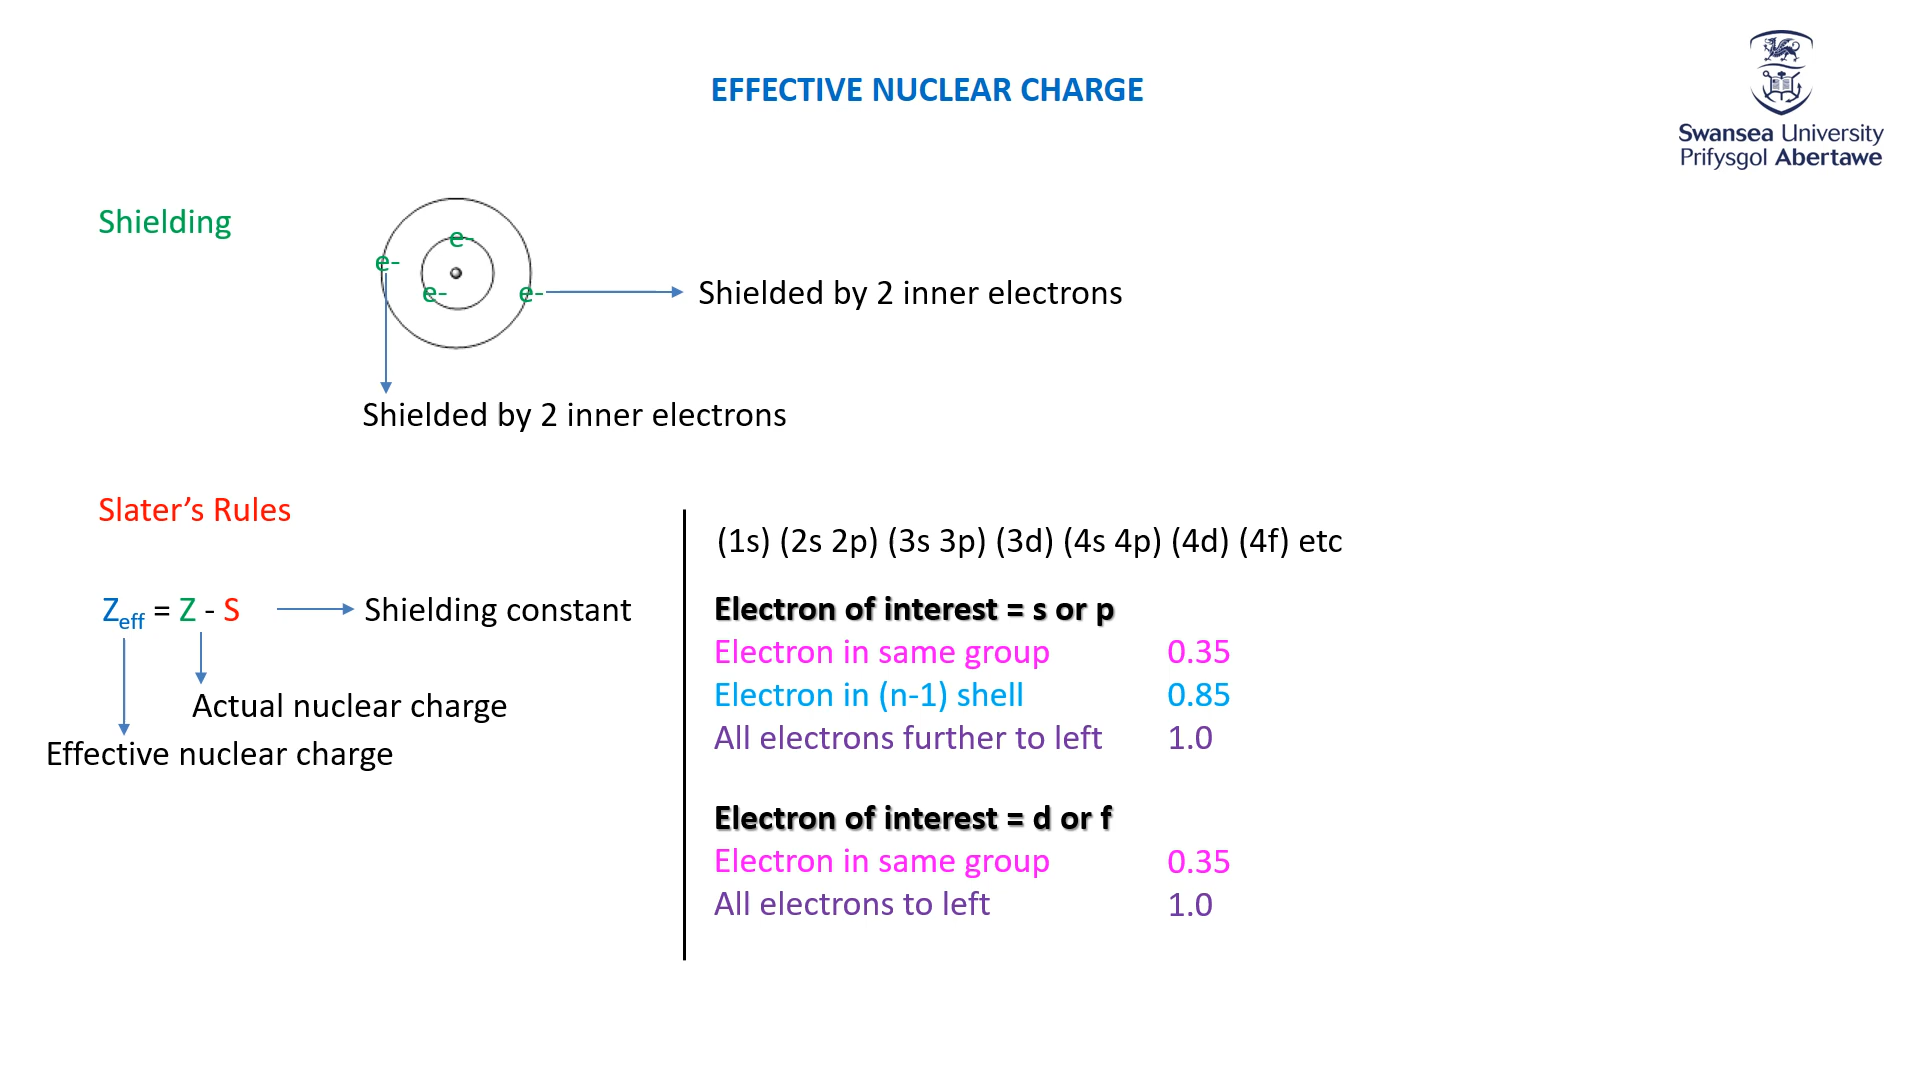 EFFECTIVE NUCLEAR CHARGE
Swansea University
Prifysgol Abertawe
Shielding
e-
e-
e-
e-
Shielded by 2 inner electrons
Shielded by 2 inner electrons
Slater’s Rules
Zeff = Z - S
Shielding constant
Actual nuclear charge
Effective nuclear charge
(1s) (2s 2p) (3s 3p) (3d) (4s 4p) (4d) (4f) etc
Electron of interest = s or p
Electron in same group 0.35
Electron in (n-1) shell 0.85
All electrons further to left 1.0
Electron of interest = d or f
Electron in same group 0.35
All electrons to left 1.0